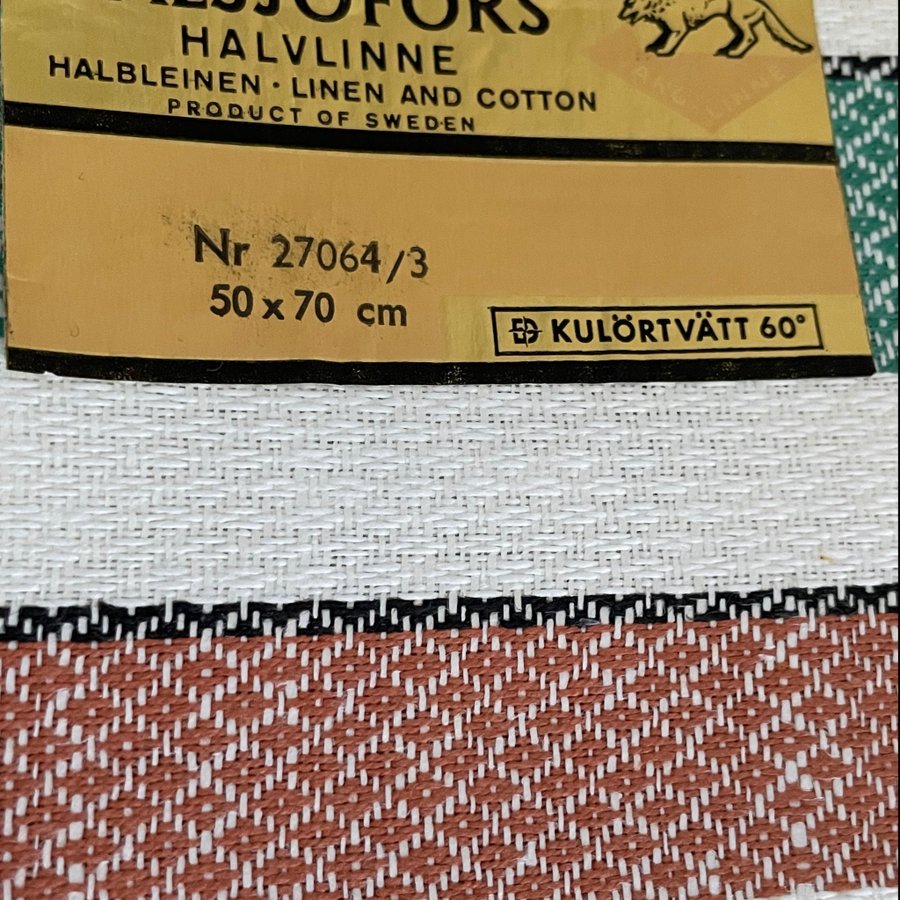 HALVLINNE
HALBLEINEN · LINEN AND COTTON
PRODUCT OF SWEDEN
Nr 27064/3
50 x 70 cm
KULÖRTVÄTT 60°